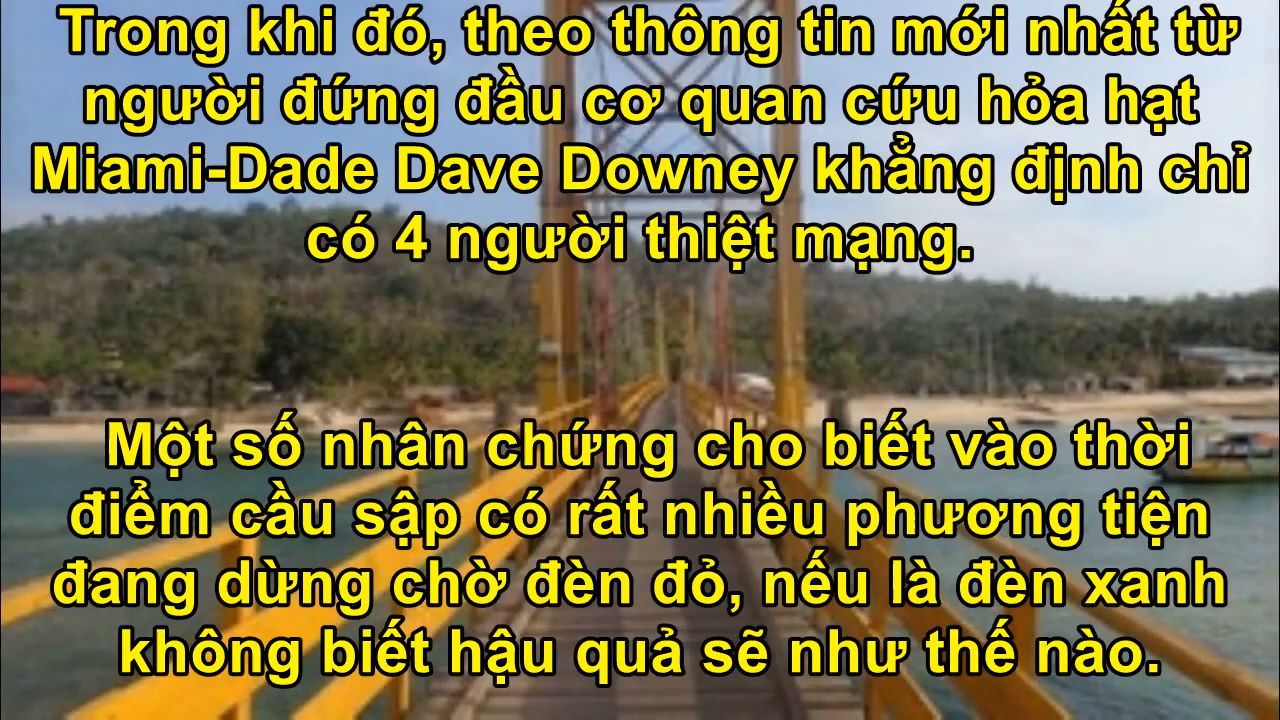 Trong khi đó, theo thông tin mới nhất từ
người đứng đầu cơ quan cứu hỏa hạt
Miami-Dade Dave Downey khẳng định chỉ
có 4 người thiệt mạng.
Một số nhân chứng cho biết vào thời
điểm cầu sập có rất nhiều phương tiện
đang dừng chờ đèn đỏ, nếu là đèn xanh
không biết hậu quả sẽ như thế nào.